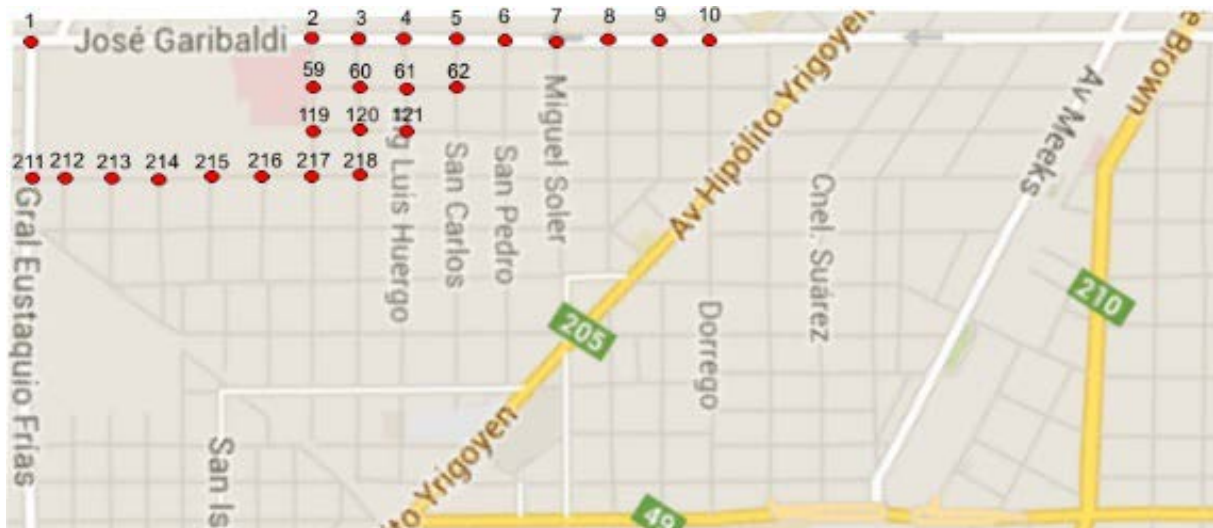 1 2 3 4 5 6 7 8 9 10
José Garibaldi
59 60 61 62
119 120 121
211 212 213 214 215 216 217 218
Gral Eustaquio Frías
ng Luis Huergo
San Carlos
San Pedro
Miguel Soler
Av Hipólito Yrigoyen
Cnel. Suárez
Av Meeks
e Brown
205
210
Dorrego
San Is
ito Yrigoyen
49